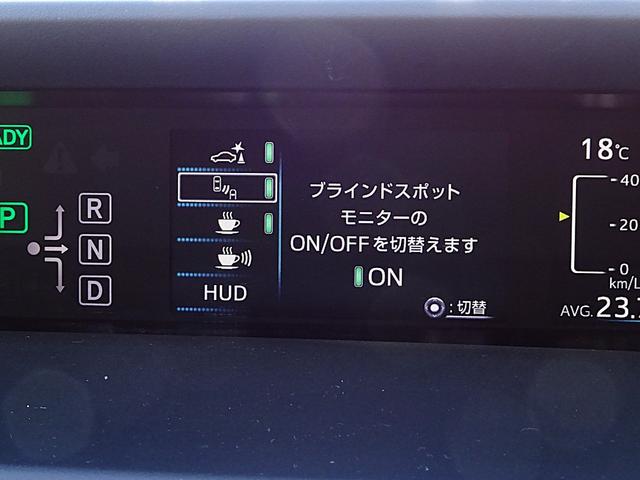 ADY
P
R
N
D
HUD
ブラインドスポット
モニターの
ON/OFFを切替えます
ON
:切替
18℃
40
20
0
km/L
AVG. 23.